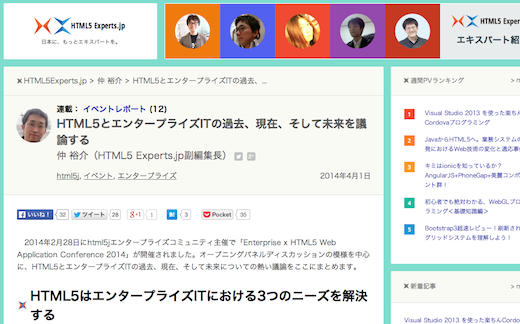 HTML5 Experts.jp
日本に、もっとエキスパートを。
HTML5 Experts.jp
エキスパート紹
HTML5Experts.jp > 仲 裕介 > HTML5とエンタープライズITの過去、...
連載： イベントレポート (12)
HTML5とエンタープライズITの過去、現在、そして未来を議
論する
仲 裕介（HTML5 Experts.jp副編集長）
html5j, イベント, エンタープライズ
2014年4月1日
いいね！ 32 ツイート 28 +1 1 B! 3 Pocket 35
2014年2月28日にhtml5jエンタープライズコミュニティ主催で「Enterprise x HTML5 Web
Application Conference 2014」が開催されました。オープニングパネルディスカッションの模様を中心
に、HTML5とエンタープライズITの過去、現在、そして未来についての熱い議論をここにまとめます。
HTML5はエンタープライズITにおける3つのニーズを解決
する
週間PVランキング
1 Visual Studio 2013 を使った楽ち
Cordovaプログラミング
2 JavaからHTML5へ。業務システムの
発におけるWeb技術の変化と適応事
3 キミはionicを知っているか？
AngularJS+PhoneGap+美麗コンポ
ント群！
4 初心者でも絶対わかる、WebGLプロ
グラミング＜基礎知識編＞
5 Bootstrap3超速レビュー！刷新され
グリッドシステムを理解しよう！
新着記事
Visual Studio 2013 を使った楽ち